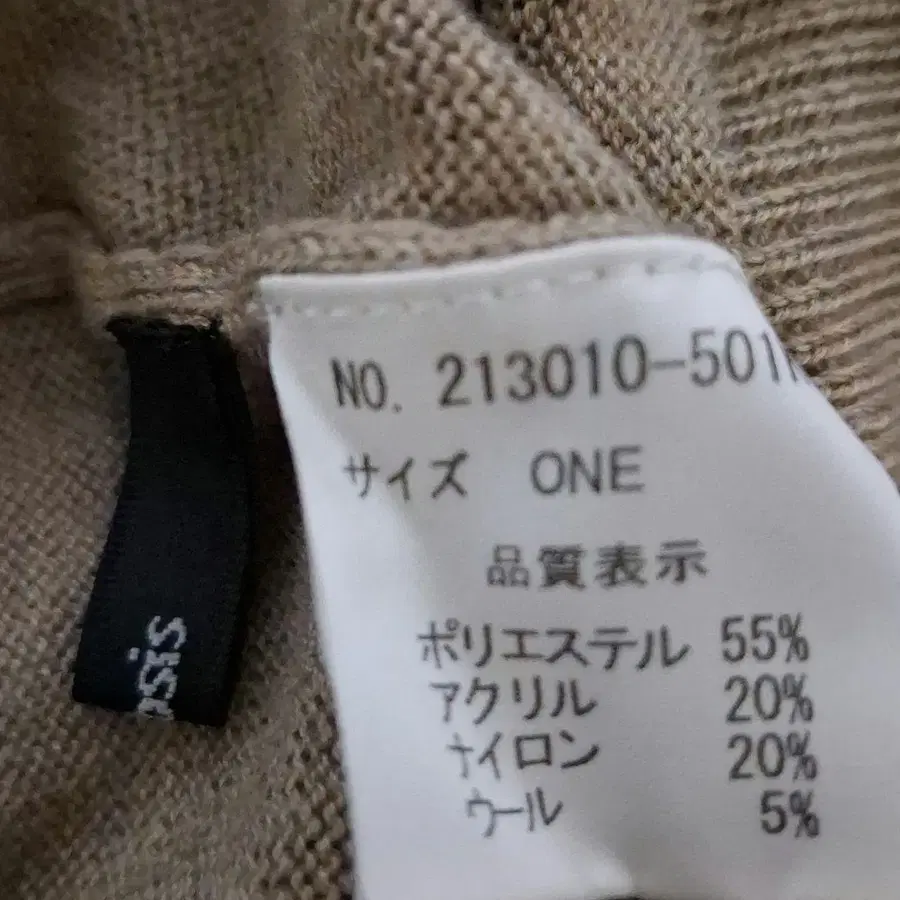 NO. 213010-501
サイズ ONE
品質表示
ポリエステル 55%
アクリル 20%
ナイロン 20%
ウール 5%